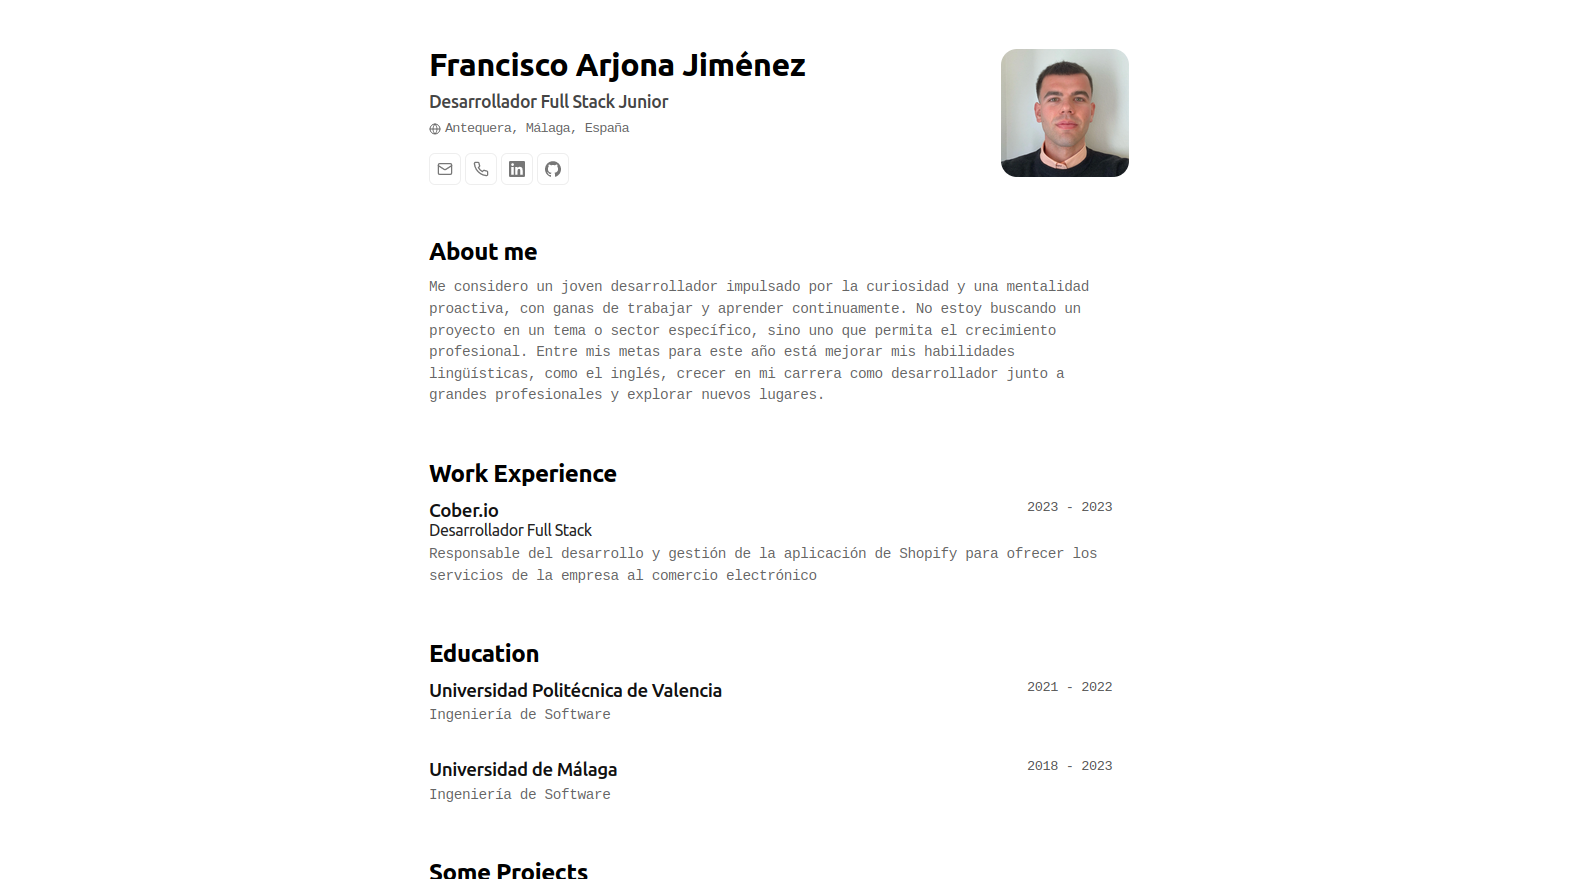 Francisco Arjona Jiménez
Desarrollador Full Stack Junior
Antequera, Málaga, España
About me
Me considero un joven desarrollador impulsado por la curiosidad y una mentalidad
proactiva, con ganas de trabajar y aprender continuamente. No estoy buscando un
proyecto en un tema o sector específico, sino uno que permita el crecimiento
profesional. Entre mis metas para este año está mejorar mis habilidades
lingüísticas, como el inglés, crecer en mi carrera como desarrollador junto a
grandes profesionales y explorar nuevos lugares.
Work Experience
Cober.io 2023 - 2023
Desarrollador Full Stack
Responsable del desarrollo y gestión de la aplicación de Shopify para ofrecer los
servicios de la empresa al comercio electrónico
Education
Universidad Politécnica de Valencia 2021 - 2022
Ingeniería de Software
Universidad de Málaga 2018 - 2023
Ingeniería de Software
Some Projects